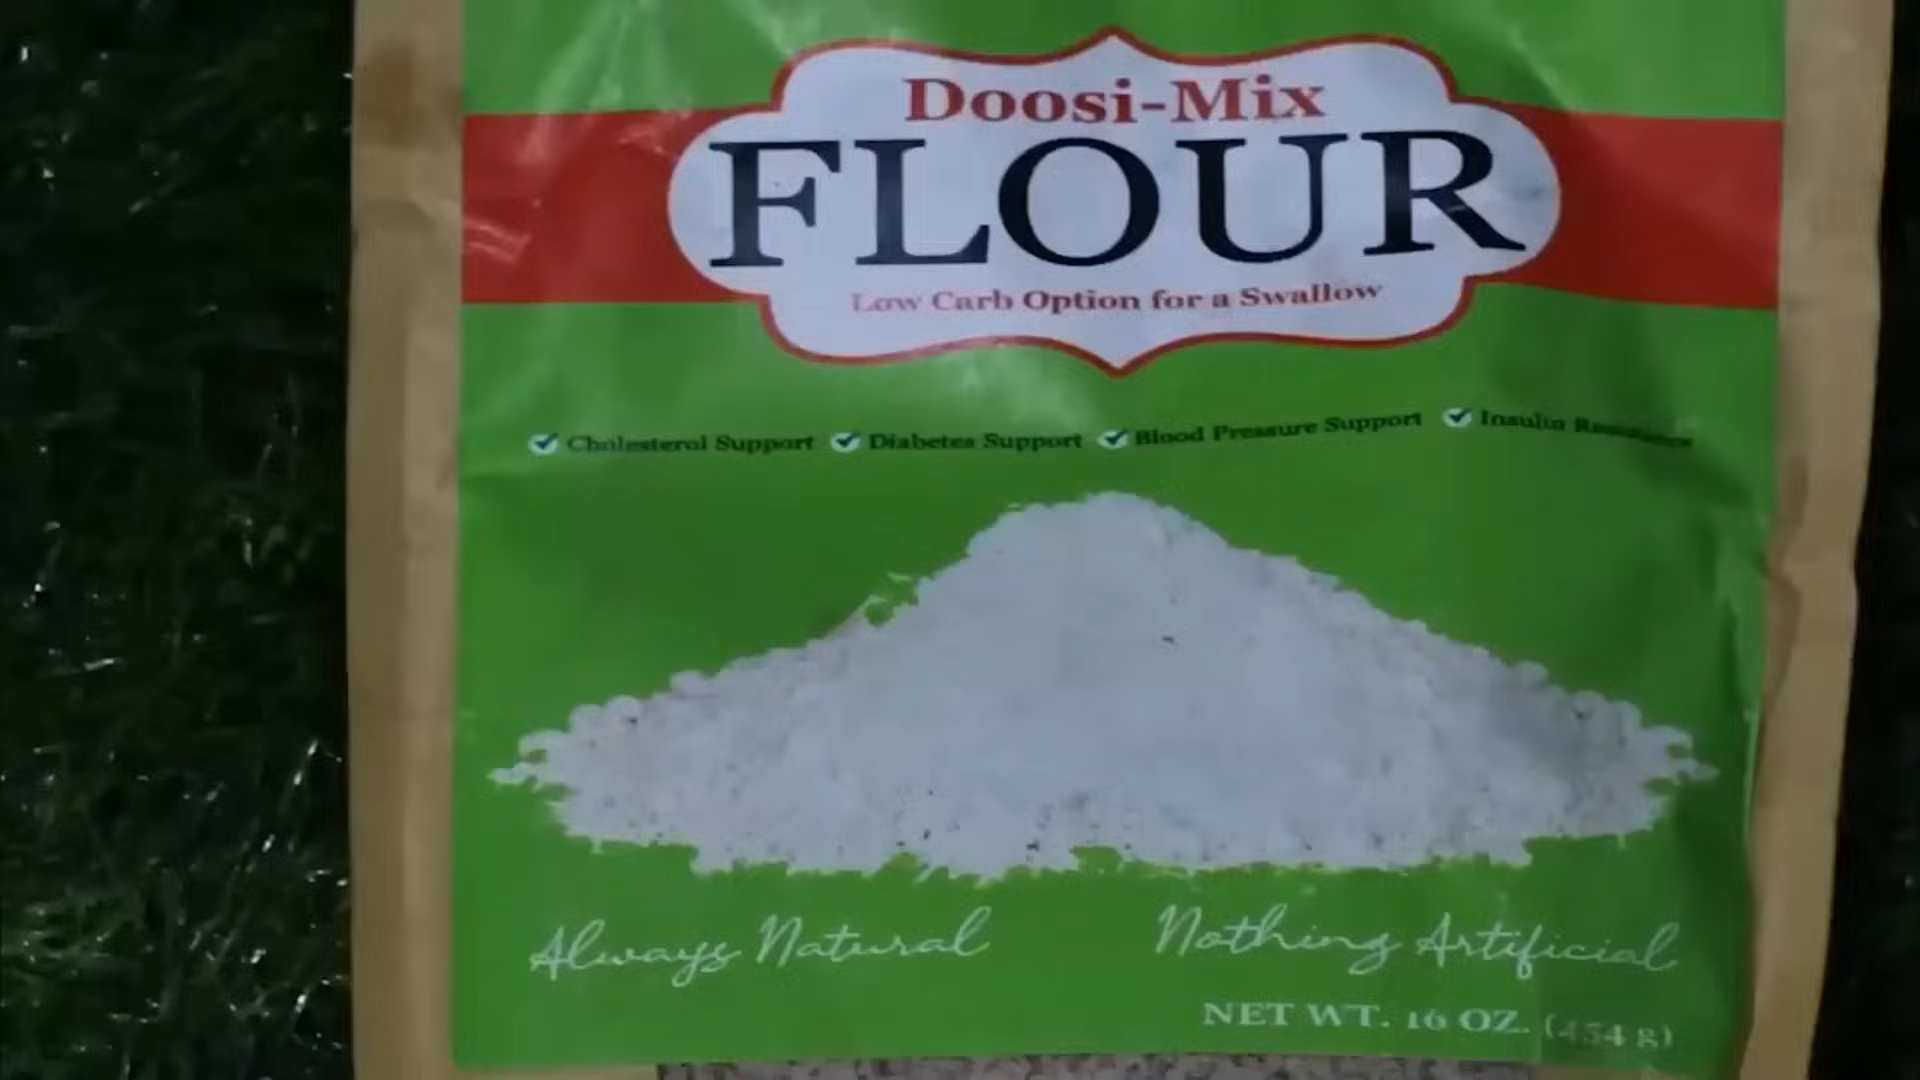 Doosi-Mix
FLOUR
Low Carb Option for a Swallow
Cholesterol Support Diabetes Support Blood Pressure Support Insulin Resistance
Always Natural Nothing Artificial
NET WT. 16 OZ. (454 g)